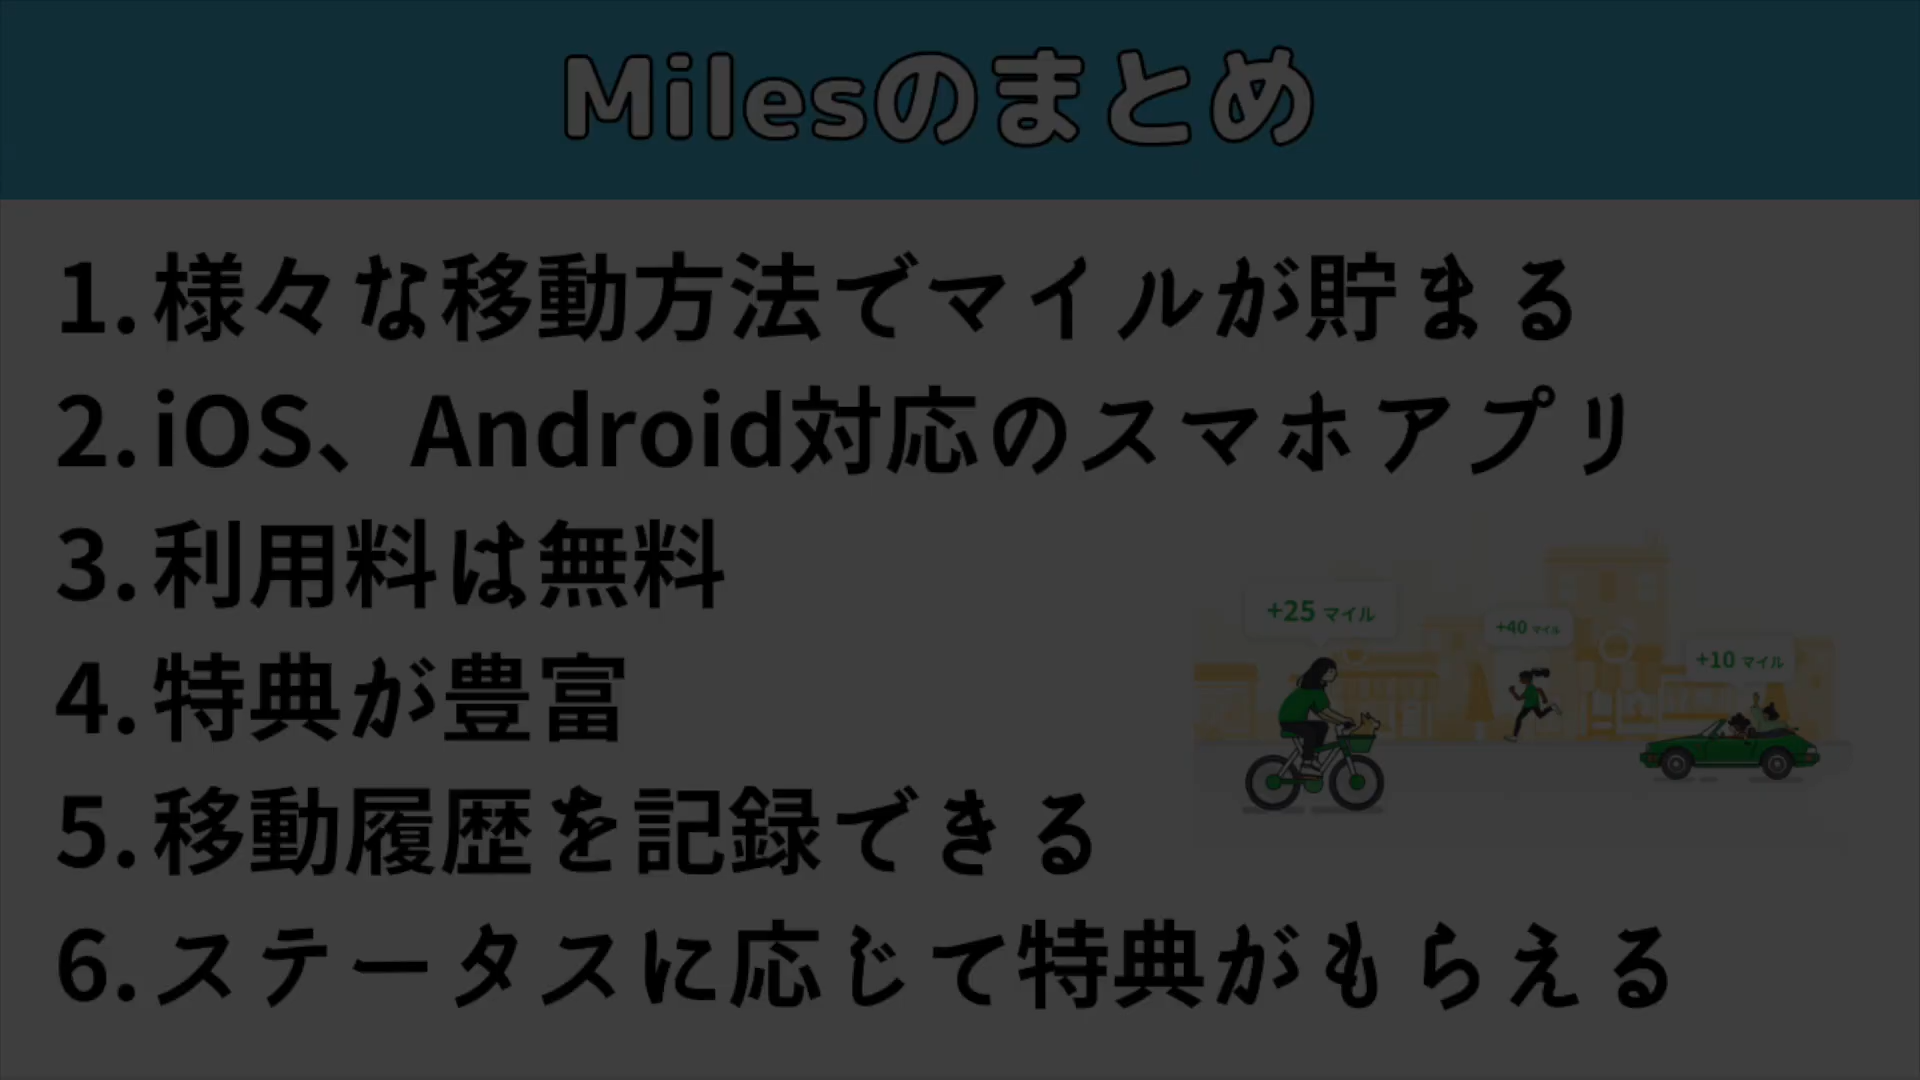 Milesのまとめ
1.様々な移動方法でマイルが貯まる
2.iOS、Android対応のスマホアプリ
3.利用料は無料
4.特典が豊富
5.移動履歴を記録できる
6.ステータスに応じて特典がもらえる
+25 マイル
+40 マイル
+10 マイル